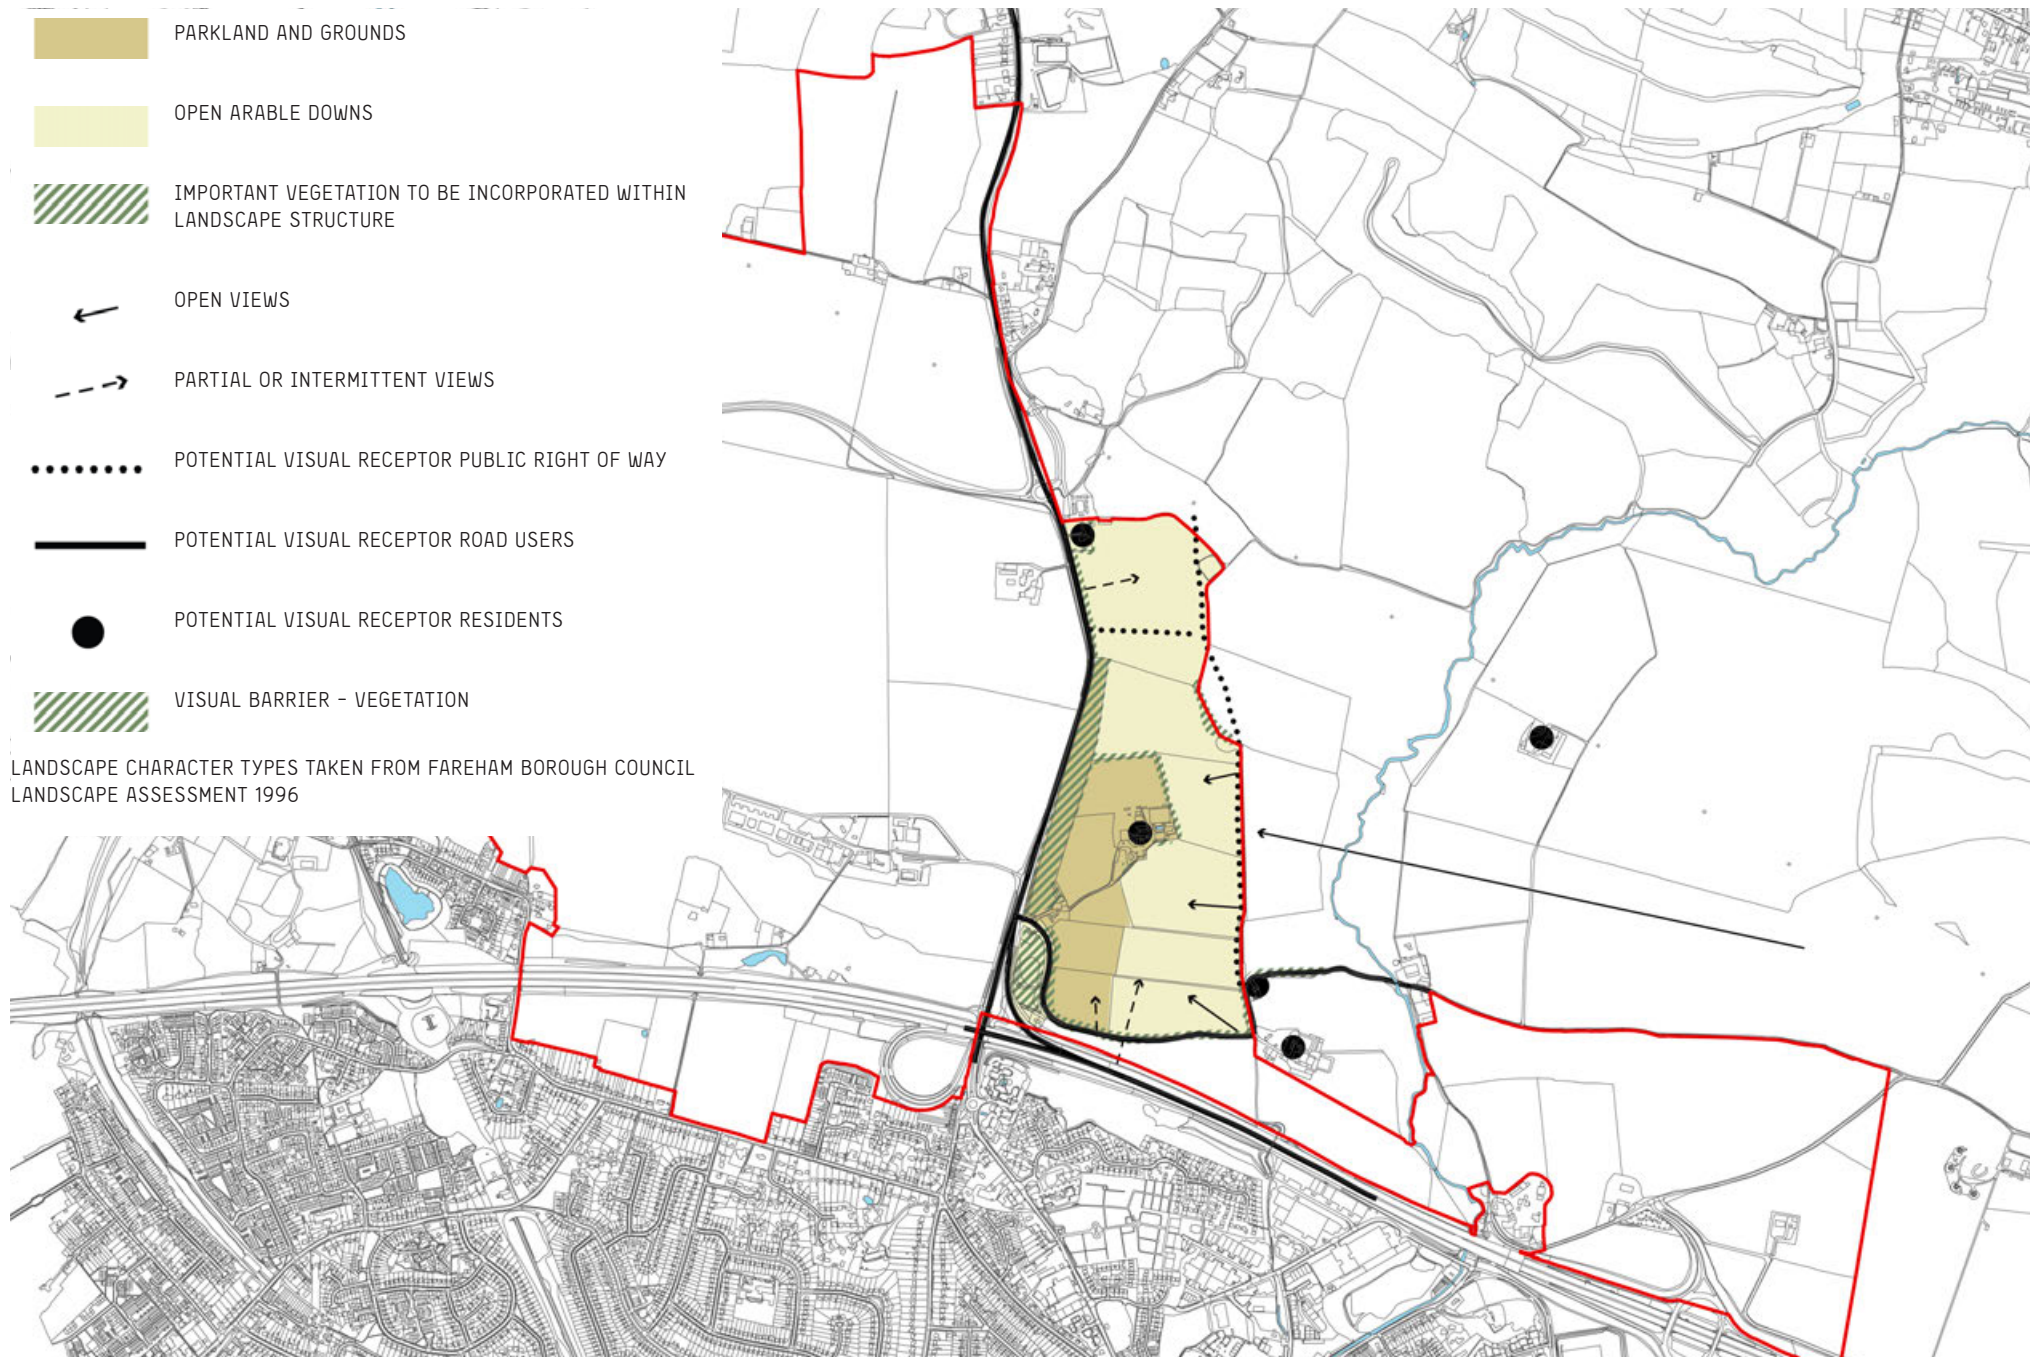 PARKLAND AND GROUNDS
OPEN ARABLE DOWNS
IMPORTANT VEGETATION TO BE INCORPORATED WITHIN
LANDSCAPE STRUCTURE
OPEN VIEWS
PARTIAL OR INTERMITTENT VIEWS
POTENTIAL VISUAL RECEPTOR PUBLIC RIGHT OF WAY
POTENTIAL VISUAL RECEPTOR ROAD USERS
POTENTIAL VISUAL RECEPTOR RESIDENTS
VISUAL BARRIER - VEGETATION
LANDSCAPE CHARACTER TYPES TAKEN FROM FAREHAM BOROUGH COUNCIL
LANDSCAPE ASSESSMENT 1996